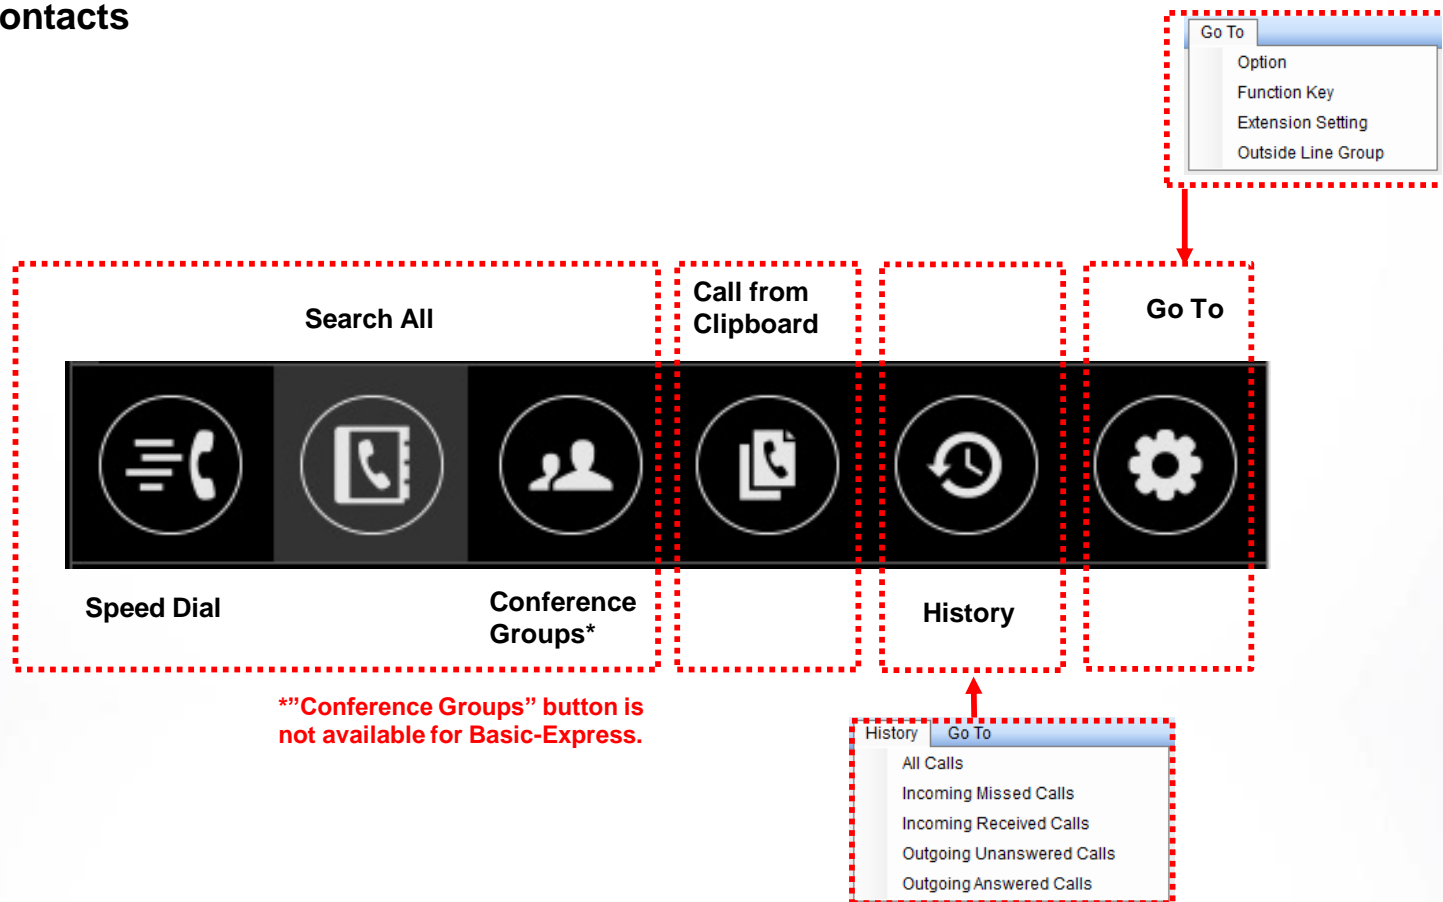 ontacts
Go To
Option
Function Key
Extension Setting
Outside Line Group
Search All
Call from
Clipboard
Go To
Speed Dial
Conference
Groups*
History
*”Conference Groups” button is
not available for Basic-Express.
History Go To
All Calls
Incoming Missed Calls
Incoming Received Calls
Outgoing Unanswered Calls
Outgoing Answered Calls